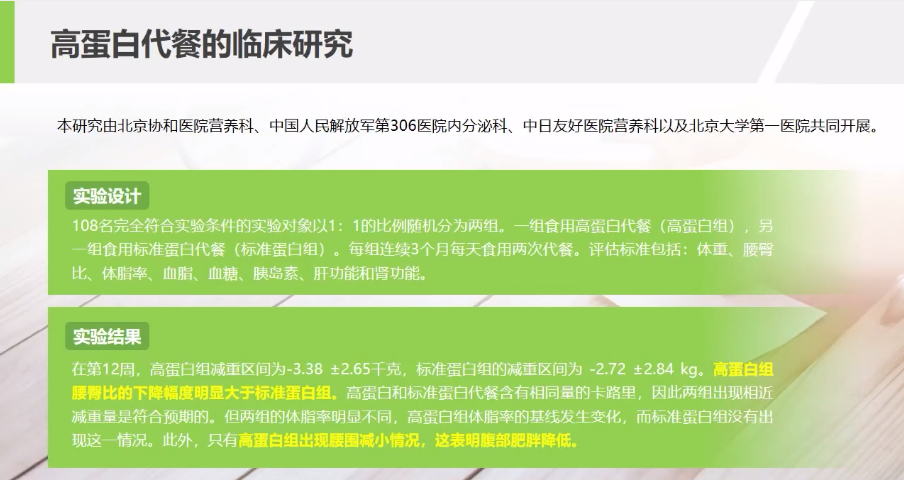 高蛋白代餐的临床研究
本研究由北京协和医院营养科、中国人民解放军第306医院内分泌科、中日友好医院营养科以及北京大学第一医院共同开展。
实验设计
108名完全符合实验条件的实验对象以1：1的比例随机分为两组。一组食用高蛋白代餐（高蛋白组），另
一组食用标准蛋白代餐（标准蛋白组）。每组连续3个月每天食用两次代餐。评估标准包括：体重、腰臀
比、体脂率、血脂、血糖、胰岛素、肝功能和肾功能。
实验结果
在第12周，高蛋白组减重区间为-3.38 ±2.65千克，标准蛋白组的减重区间为 -2.72 ±2.84 kg。高蛋白组
腰臀比的下降幅度明显大于标准蛋白组。高蛋白和标准蛋白代餐含有相同量的卡路里，因此两组出现相近
减重量是符合预期的。但两组的体脂率明显不同，高蛋白组体脂率的基线发生变化，而标准蛋白组没有出
现这一情况。此外，只有高蛋白组出现腰围减小情况，这表明腹部肥胖降低。